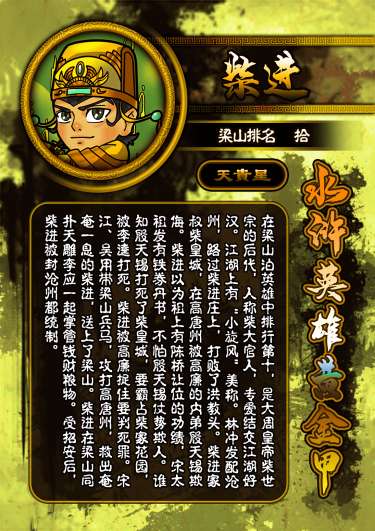 柴进
梁山排名 拾
天贵星
水浒英雄黄金甲
在梁山泊英雄中排行第十，是大周皇帝柴世
宗的后代，人称柴大官人，专爱结交江湖好
汉。江湖上有“小旋风”美称。林冲发配沧
州，路过柴进庄上，打败了洪教头。柴进家
叔柴皇城，在高唐州被高廉的内弟殷天锡欺
侮。柴进以为祖上有陈桥让位的功绩，宋太
祖发有铁券丹书，不怕殷天锡仗势欺人。谁
知殷天锡打死了柴皇城，要霸占柴家花园，
被李逵打死。柴进被高廉捉住要判死罪。宋
江、吴用带梁山兵马，攻打高唐州，救出奄
奄一息的柴进，送上了梁山。柴进在梁山同
扑天雕李应一起掌管钱财粮物。受招安后，
柴进被封沧州都统制。